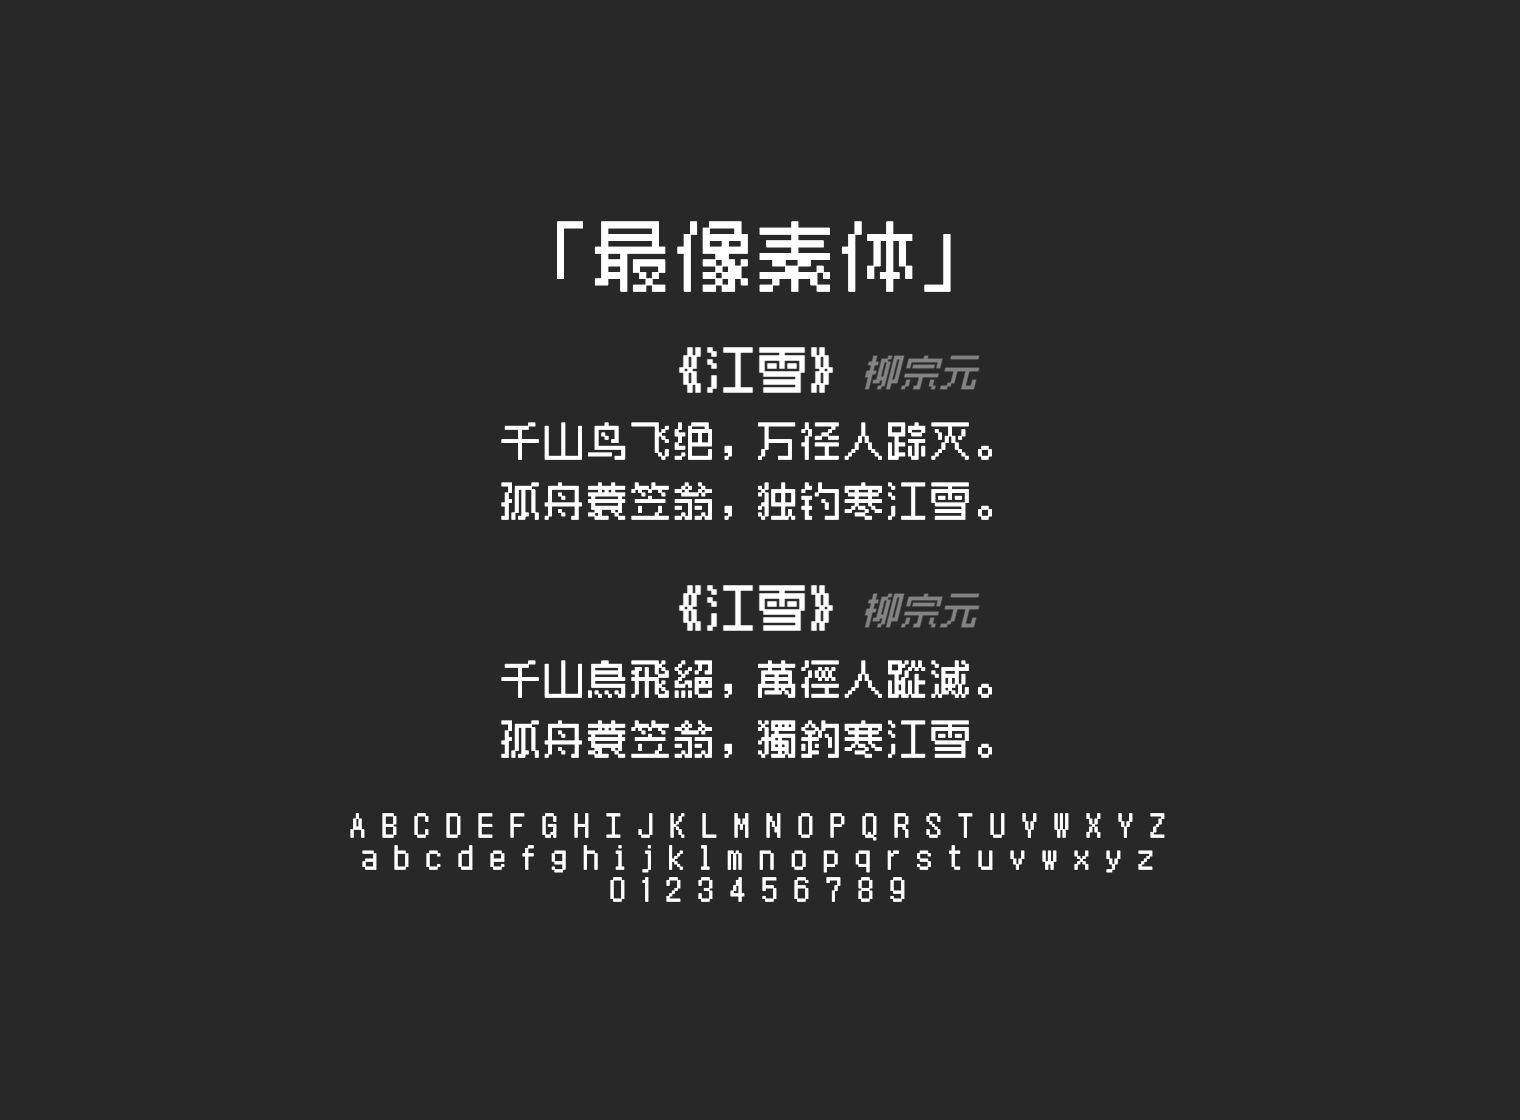 「最像素体」
《江雪》 柳宗元
千山鸟飞绝，万径人踪灭。
孤舟蓑笠翁，独钓寒江雪。
《江雪》 柳宗元
千山鳥飛絕，萬徑人蹤滅。
孤舟蓑笠翁，獨釣寒江雪。
A B C D E F G H I J K L M N O P Q R S T U V W X Y Z
a b c d e f g h i j k l m n o p q r s t u v w x y z
0 1 2 3 4 5 6 7 8 9